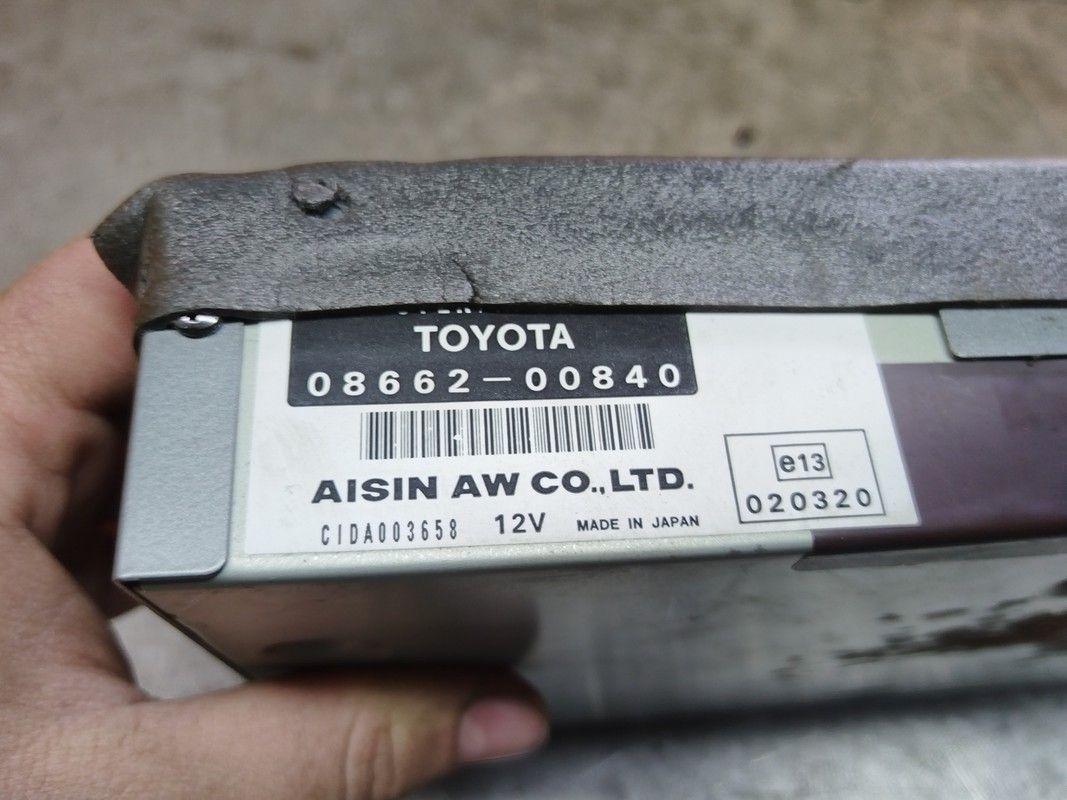 TOYOTA
08662-00840
AISIN AW CO.,LTD.
CIDA003658 12V MADE IN JAPAN
e13
020320